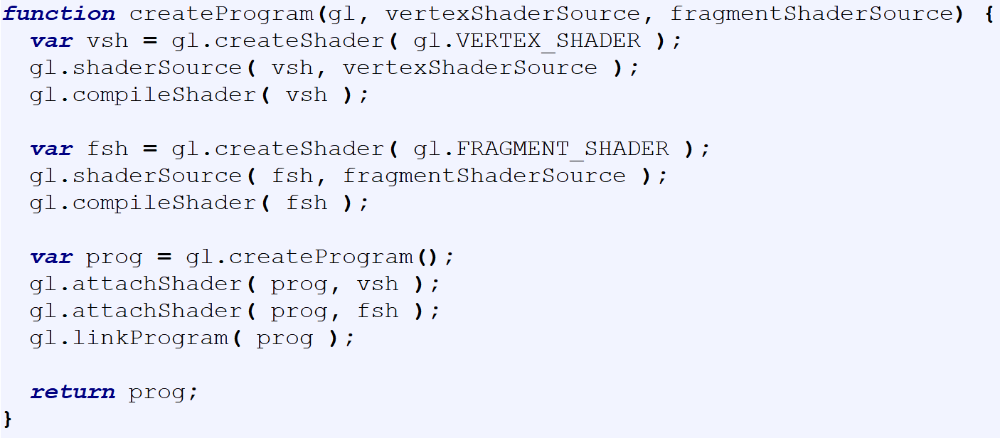 function createProgram(gl, vertexShaderSource, fragmentShaderSource) {
  var vsh = gl.createShader( gl.VERTEX_SHADER );
  gl.shaderSource( vsh, vertexShaderSource );
  gl.compileShader( vsh );

  var fsh = gl.createShader( gl.FRAGMENT_SHADER );
  gl.shaderSource( fsh, fragmentShaderSource );
  gl.compileShader( fsh );

  var prog = gl.createProgram();
  gl.attachShader( prog, vsh );
  gl.attachShader( prog, fsh );
  gl.linkProgram( prog );

  return prog;
}